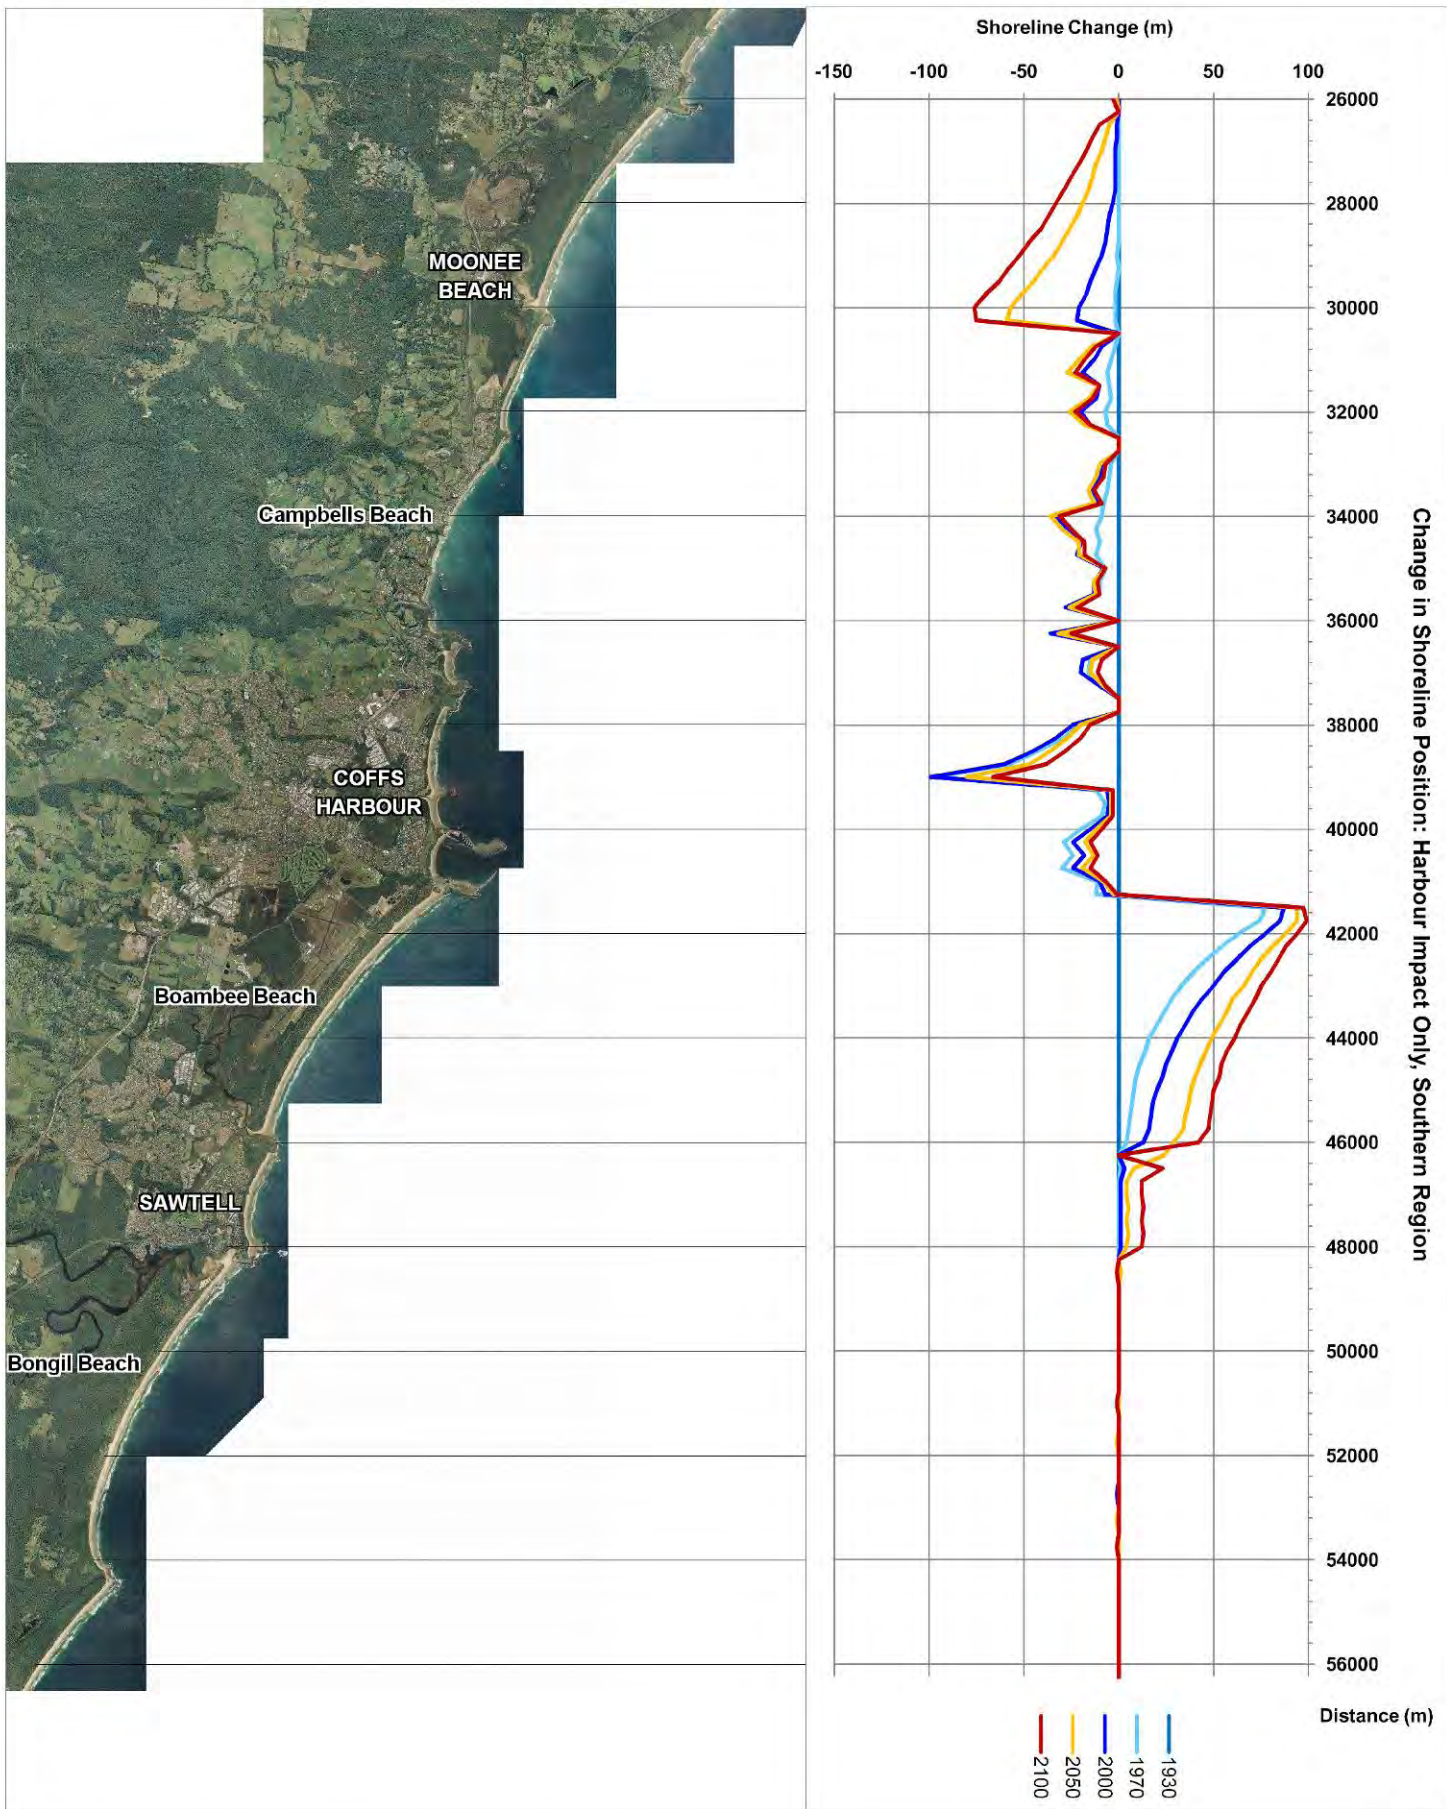 Shoreline Change (m)
-150 -100 -50 0 50 100
26000
28000
MOONEE
BEACH
30000
32000
Campbells Beach
34000
36000
38000
COFFS
HARBOUR
40000
42000
Boambee Beach
44000
46000
SAWTELL
48000
50000
Bongil Beach
52000
54000
56000
Change in Shoreline Position: Harbour Impact Only, Southern Region
Distance (m)
1930
1970
2000
2050
2100